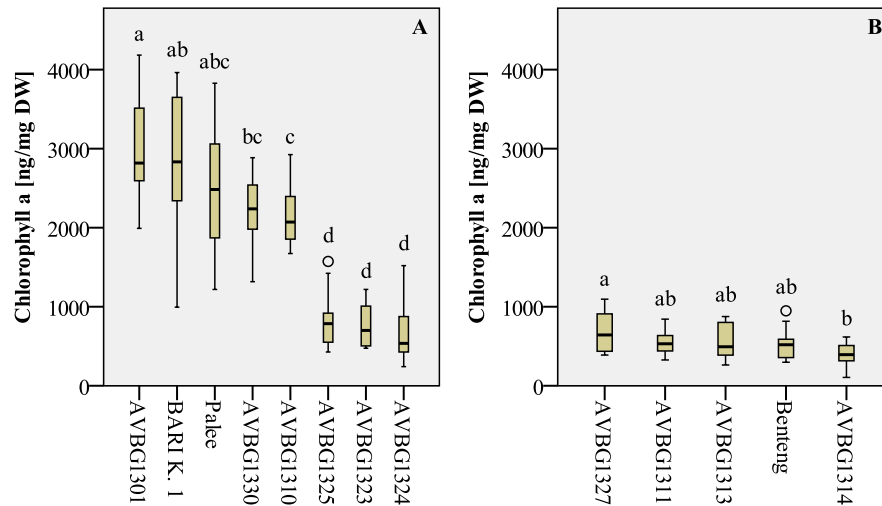 A
Chlorophyll a [ng/mg DW]
4000
3000
2000
1000
0
a
ab
abc
bc
c
d
d
d
AVBG1301
BARI K. 1
Palee
AVBG1330
AVBG1310
AVBG1325
AVBG1323
AVBG1324
B
Chlorophyll a [ng/mg DW]
4000
3000
2000
1000
0
a
ab
ab
ab
b
AVBG1327
AVBG1311
AVBG1313
Benteng
AVBG1314